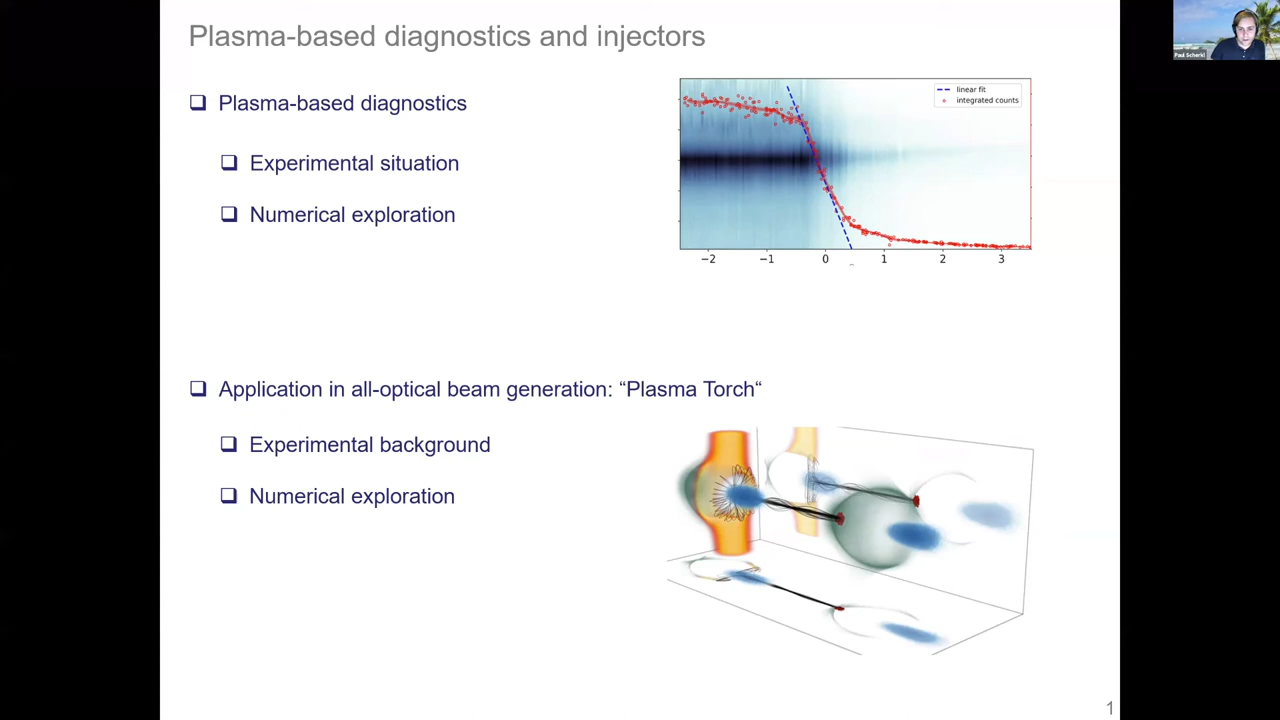 Plasma-based diagnostics and injectors
Paul Scherkl
❑ Plasma-based diagnostics
❑ Experimental situation
❑ Numerical exploration
linear fit
integrated counts
−2 −1 0 1 2 3
❑ Application in all-optical beam generation: “Plasma Torch“
❑ Experimental background
❑ Numerical exploration
1